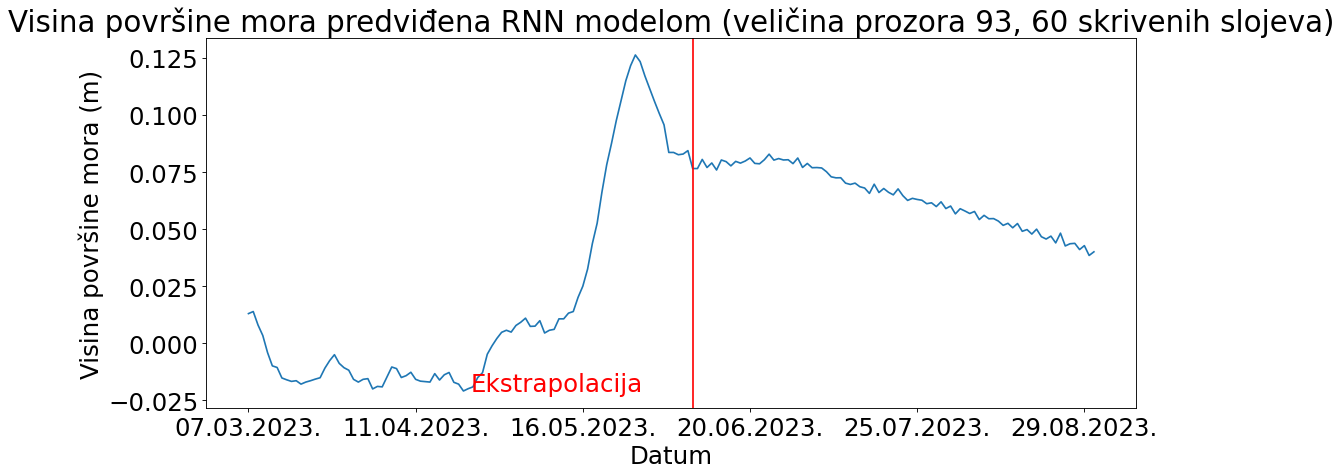 Visina površine mora predviđena RNN modelom (veličina prozora 93, 60 skrivenih slojeva)
Visina površine mora (m)
0.125
0.100
0.075
0.050
0.025
0.000
−0.025
Ekstrapolacija
07.03.2023. 11.04.2023. 16.05.2023. 20.06.2023. 25.07.2023. 29.08.2023.
Datum